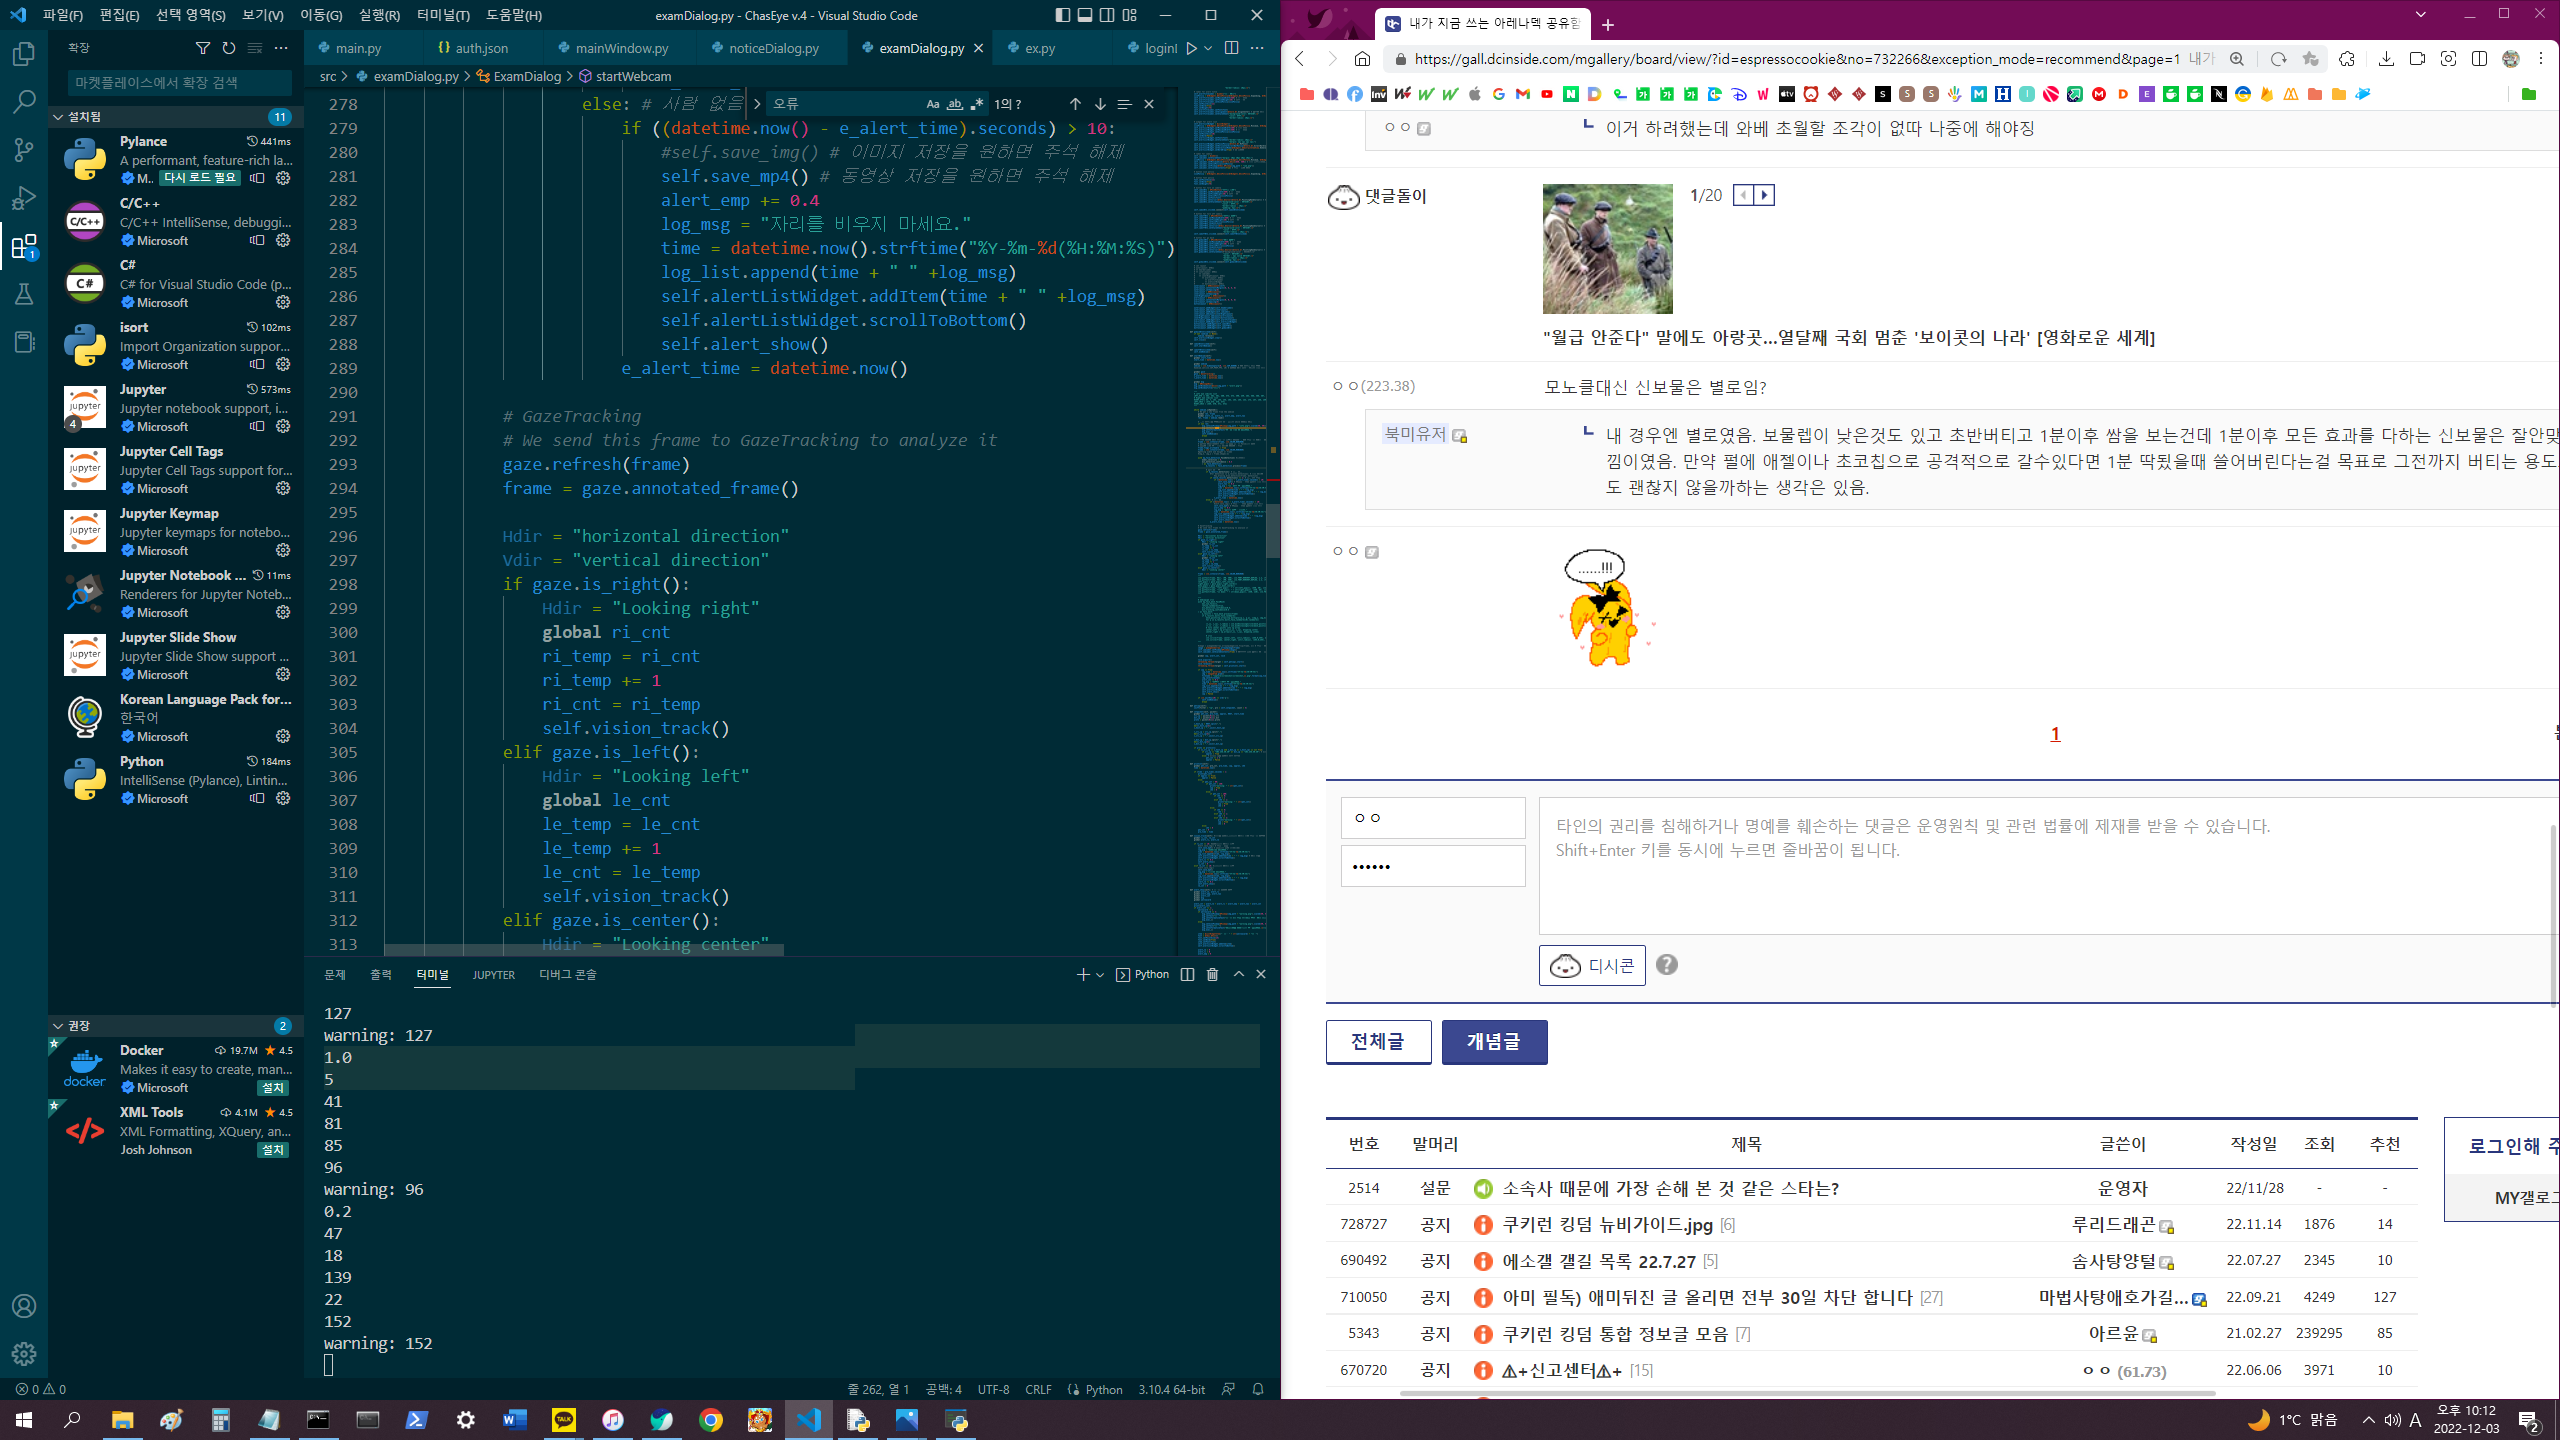 파일(F) 편집(E) 선택 영역(S) 보기(V) 이동(G) 실행(R) 터미널(T) 도움말(H)
examDialog.py - ChasEye v.4 - Visual Studio Code
확장
마켓플레이스에서 확장 검색
설치됨 11
Pylance 441ms
A performant, feature-rich la...
M.. 다시 로드 필요
C/C++
C/C++ IntelliSense, debuggi...
Microsoft
C#
C# for Visual Studio Code (p...
Microsoft
isort 102ms
Import Organization suppor...
Microsoft
Jupyter 573ms
Jupyter notebook support, i...
Microsoft
4
Jupyter Cell Tags
Jupyter Cell Tags support for...
Microsoft
Jupyter Keymap
Jupyter keymaps for notebo...
Microsoft
Jupyter Notebook ... 11ms
Renderers for Jupyter Noteb...
Microsoft
Jupyter Slide Show
Jupyter Slide Show support ...
Microsoft
Korean Language Pack for...
한국어
Microsoft
Python 184ms
IntelliSense (Pylance), Lintin...
Microsoft
권장 2
Docker 19.7M 4.5
Makes it easy to create, man...
Microsoft 설치
XML Tools 4.1M 4.5
XML Formatting, XQuery, an...
Josh Johnson 설치
main.py auth.json mainWindow.py noticeDialog.py examDialog.py ex.py loginI
src > examDialog.py > ExamDialog > startWebcam
오류 Aa ab 1의 ?
278 else: # 사람 없음
279 if ((datetime.now() - e_alert_time).seconds) > 10:
280 #self.save_img() # 이미지 저장을 원하면 주석 해제
281 self.save_mp4() # 동영상 저장을 원하면 주석 해제
282 alert_emp += 0.4
283 log_msg = "자리를 비우지 마세요."
284 time = datetime.now().strftime("%Y-%m-%d(%H:%M:%S)")
285 log_list.append(time + " " +log_msg)
286 self.alertListWidget.addItem(time + " " +log_msg)
287 self.alertListWidget.scrollToBottom()
288 self.alert_show()
289 e_alert_time = datetime.now()
290
291 # GazeTracking
292 # We send this frame to GazeTracking to analyze it
293 gaze.refresh(frame)
294 frame = gaze.annotated_frame()
295
296 Hdir = "horizontal direction"
297 Vdir = "vertical direction"
298 if gaze.is_right():
299 Hdir = "Looking right"
300 global ri_cnt
301 ri_temp = ri_cnt
302 ri_temp += 1
303 ri_cnt = ri_temp
304 self.vision_track()
305 elif gaze.is_left():
306 Hdir = "Looking left"
307 global le_cnt
308 le_temp = le_cnt
309 le_temp += 1
310 le_cnt = le_temp
311 self.vision_track()
312 elif gaze.is_center():
313 Hdir = "Looking center"
문제 출력 터미널 JUPYTER 디버그 콘솔
Python
127
warning: 127
1.0
5
41
81
85
96
warning: 96
0.2
47
18
139
22
152
warning: 152
0 0
줄 262, 열 1 공백: 4 UTF-8 CRLF Python 3.10.4 64-bit
내가 지금 쓰는 아레나덱 공유함
https://gall.dcinside.com/mgallery/board/view/?id=espressocookie&no=732266&exception_mode=recommend&page=1 내가
ㅇㅇ 이거 하려했는데 와베 초월할 조각이 없따 나중에 해야징
댓글돌이
1/20
"월급 안준다" 말에도 아랑곳...열달째 국회 멈춘 '보이콧의 나라' [영화로운 세계]
ㅇㅇ(223.38) 모노클대신 신보물은 별로임?
북미유저 내 경우엔 별로였음. 보물렙이 낮은것도 있고 초반버티고 1분이후 쌈을 보는건데 1분이후 모든 효과를 다하는 신보물은 잘안맞
낌이였음. 만약 펄에 애젤이나 초코칩으로 공격적으로 갈수있다면 1분 딱됬을때 쓸어버린다는걸 목표로 그전까지 버티는 용도
도 괜찮지 않을까하는 생각은 있음.
ㅇㅇ
......!!!
1
ㅇㅇ
••••••
타인의 권리를 침해하거나 명예를 훼손하는 댓글은 운영원칙 및 관련 법률에 제재를 받을 수 있습니다.
Shift+Enter 키를 동시에 누르면 줄바꿈이 됩니다.
디시콘 ?
전체글 개념글
번호 말머리 제목 글쓴이 작성일 조회 추천
2514 설문 소속사 때문에 가장 손해 본 것 같은 스타는? 운영자 22/11/28 - -
728727 공지 쿠키런 킹덤 뉴비가이드.jpg [6] 루리드래곤 22.11.14 1876 14
690492 공지 에소갤 갤길 목록 22.7.27 [5] 솜사탕양털 22.07.27 2345 10
710050 공지 아미 필독) 애미뒤진 글 올리면 전부 30일 차단 합니다 [27] 마법사탕애호가길... 22.09.21 4249 127
5343 공지 쿠키런 킹덤 통합 정보글 모음 [7] 아르윤 21.02.27 239295 85
670720 공지 ⚠+신고센터⚠+ [15] ㅇㅇ (61.73) 22.06.06 3971 10
로그인해 주
MY갤로그
1°C 맑음 A
오후 10:12
2022-12-03
2